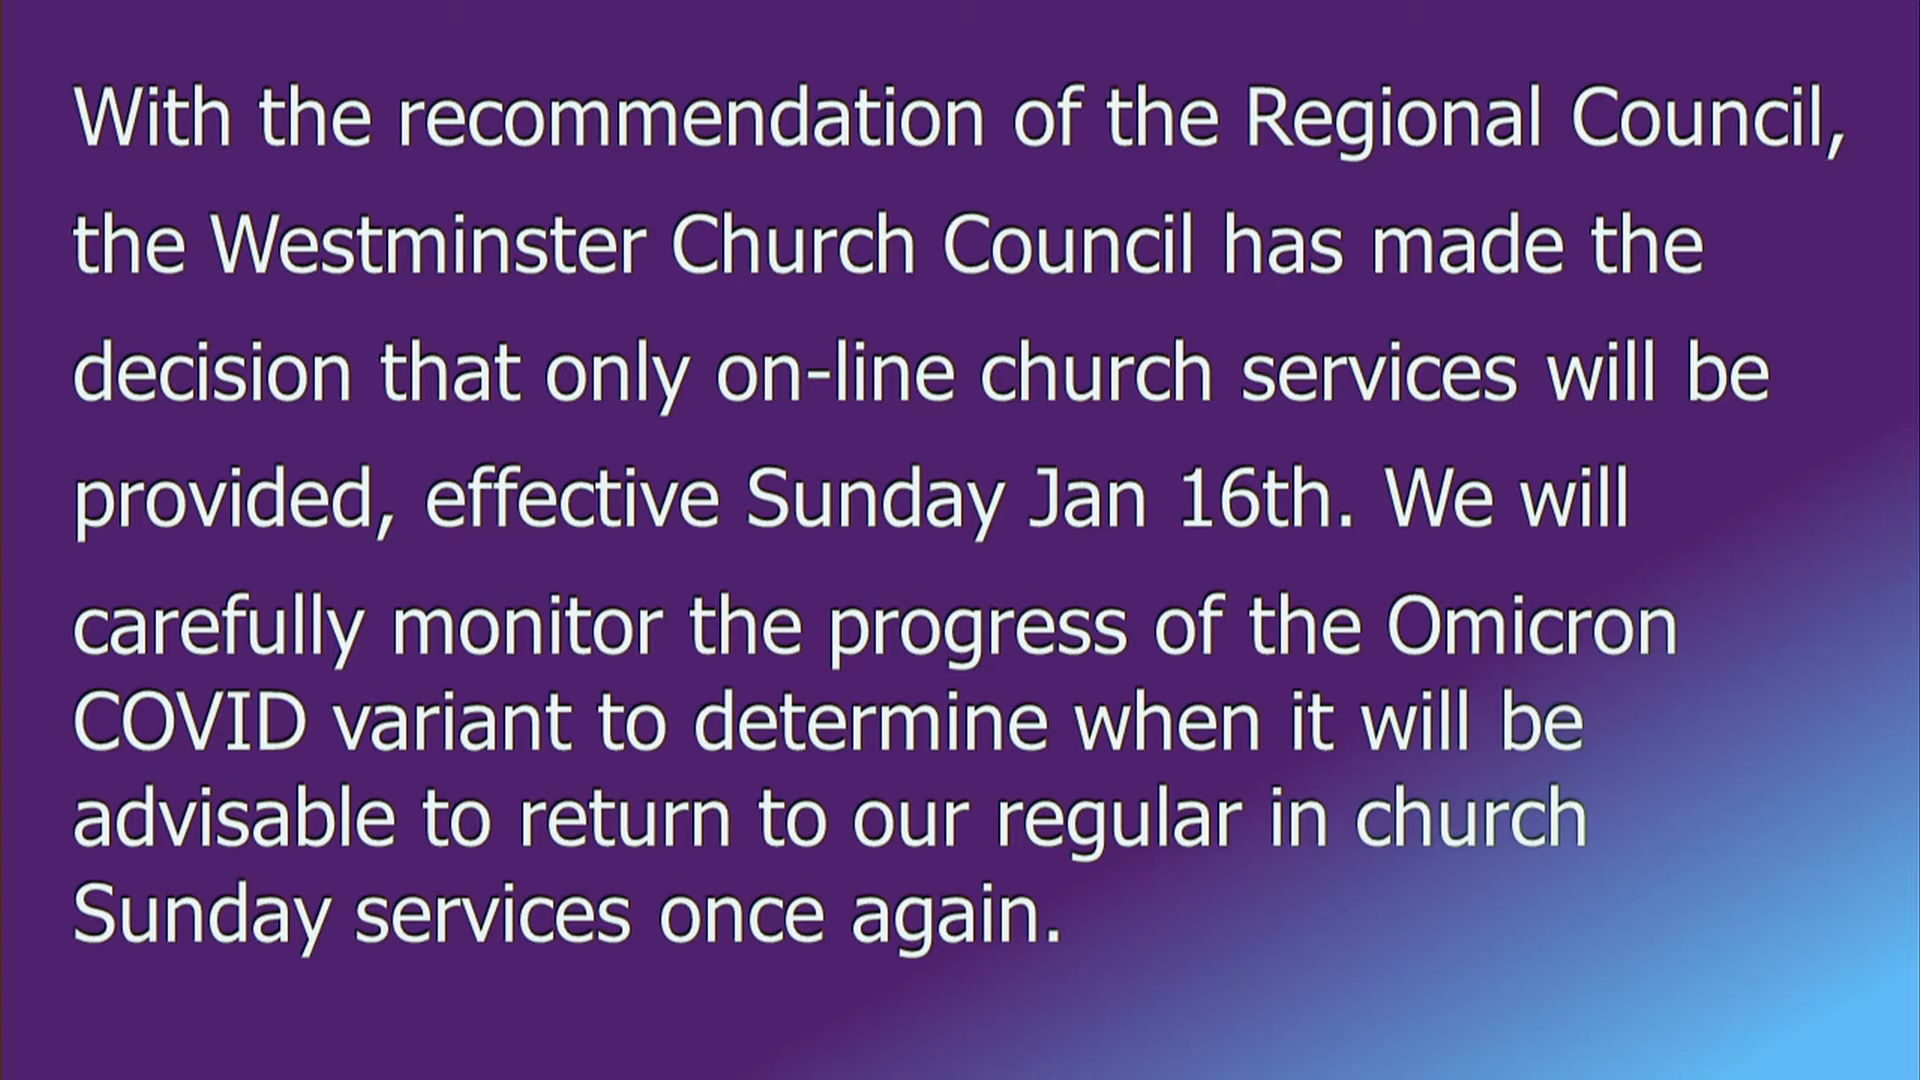 With the recommendation of the Regional Council,
the Westminster Church Council has made the
decision that only on-line church services will be
provided, effective Sunday Jan 16th. We will
carefully monitor the progress of the Omicron
COVID variant to determine when it will be
advisable to return to our regular in church
Sunday services once again.